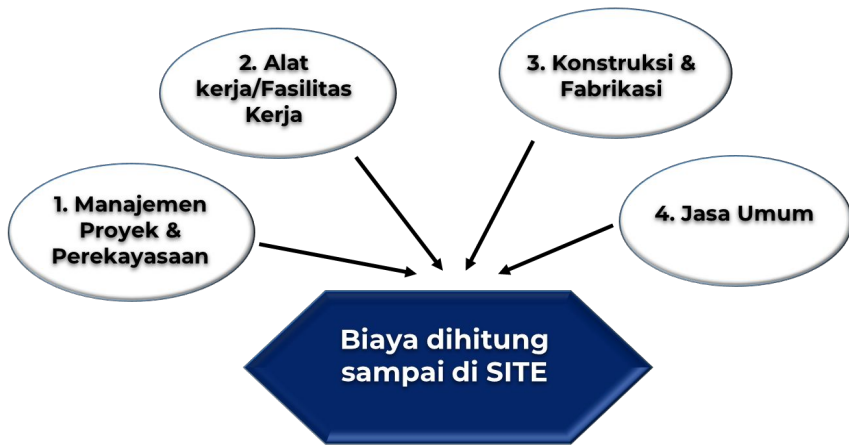 1. Manajemen
Proyek &
Perekayasaan
2. Alat
kerja/Fasilitas
Kerja
3. Konstruksi &
Fabrikasi
4. Jasa Umum
Biaya dihitung
sampai di SITE